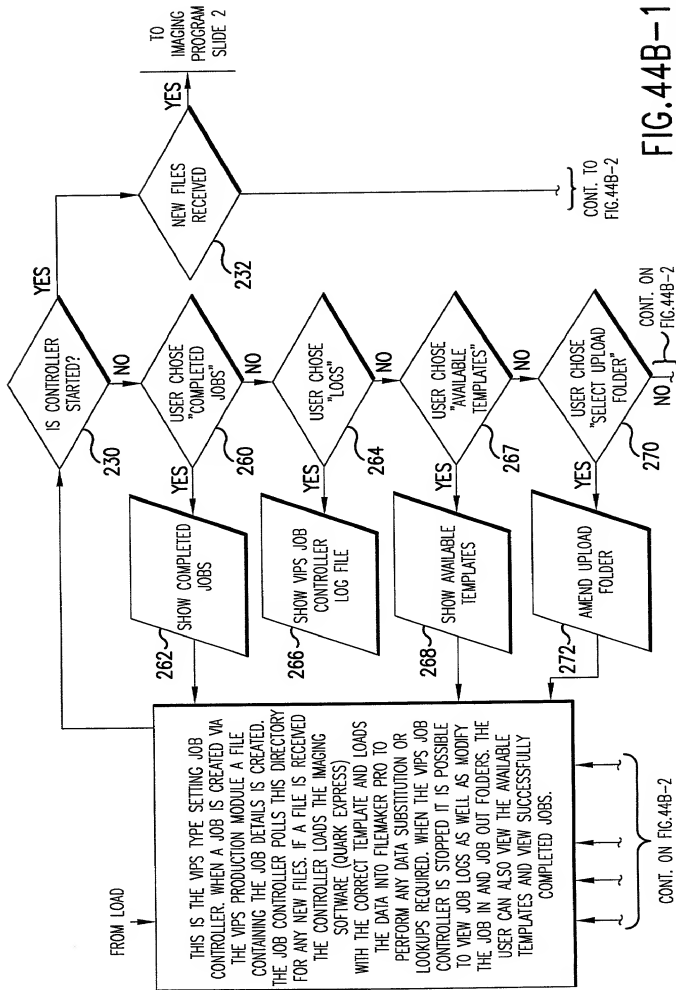 FROM LOAD
THIS IS THE VIPS TYPE SETTING JOB
CONTROLLER. WHEN A JOB IS CREATED VIA
THE VIPS PRODUCTION MODULE A FILE
CONTAINING THE JOB DETAILS IS CREATED.
THE JOB CONTROLLER POLLS THIS DIRECTORY
FOR ANY NEW FILES. IF A FILE IS RECEIVED
THE CONTROLLER LOADS THE IMAGING
SOFTWARE (QUARK EXPRESS)
WITH THE CORRECT TEMPLATE AND LOADS
THE DATA INTO FILEMAKER PRO TO
PERFORM ANY DATA SUBSTITUTION OR
LOOKUPS REQUIRED. WHEN THE VIPS JOB
CONTROLLER IS STOPPED IT IS POSSIBLE
TO VIEW JOB LOGS AS WELL AS MODIFY
THE JOB IN AND JOB OUT FOLDERS. THE
USER CAN ALSO VIEW THE AVAILABLE
TEMPLATES AND VIEW SUCCESSFULLY
COMPLETED JOBS.
CONT. ON FIG.44B-2
IS CONTROLLER
STARTED?
230
YES
NO
NEW FILES
RECEIVED
232
YES
TO
IMAGING
PROGRAM
SLIDE 2
CONT. TO
FIG.44B-2
USER CHOSE
"COMPLETED
JOBS"
260
YES
NO
SHOW COMPLETED
JOBS
262
USER CHOSE
"LOGS"
264
YES
NO
SHOW VIPS JOB
CONTROLLER
LOG FILE
266
USER CHOSE
"AVAILABLE
TEMPLATES"
267
YES
NO
SHOW AVAILABLE
TEMPLATES
268
USER CHOSE
"SELECT UPLOAD
FOLDER"
270
YES
NO
AMEND UPLOAD
FOLDER
272
CONT. ON
FIG.44B-2
FIG.44B-1